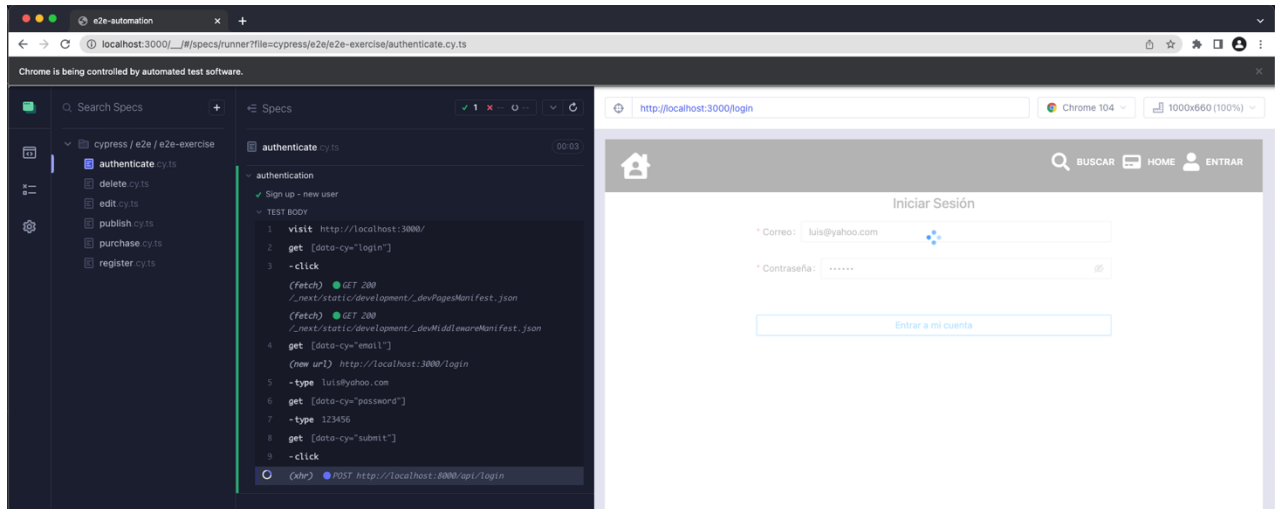 e2e-automation
localhost:3000/__/#/specs/runner?file=cypress/e2e/e2e-exercise/authenticate.cy.ts
Chrome is being controlled by automated test software.
Search Specs
cypress / e2e / e2e-exercise
authenticate.cy.ts
delete.cy.ts
edit.cy.ts
publish.cy.ts
purchase.cy.ts
register.cy.ts
Specs
1 -- --
authenticate.cy.ts 00:03
authentication
Sign up - new user
TEST BODY
1 visit http://localhost:3000/
2 get [data-cy="login"]
3 -click
(fetch) GET 200
/_next/static/development/_devPagesManifest.json
(fetch) GET 200
/_next/static/development/_devMiddlewareManifest.json
4 get [data-cy="email"]
(new url) http://localhost:3000/login
5 -type luis@yahoo.com
6 get [data-cy="password"]
7 -type 123456
8 get [data-cy="submit"]
9 -click
(xhr) POST http://localhost:8000/api/login
http://localhost:3000/login
Chrome 104
1000x660 (100%)
BUSCAR HOME ENTRAR
Iniciar Sesión
* Correo: luis@yahoo.com
* Contraseña: ••••••
Entrar a mi cuenta